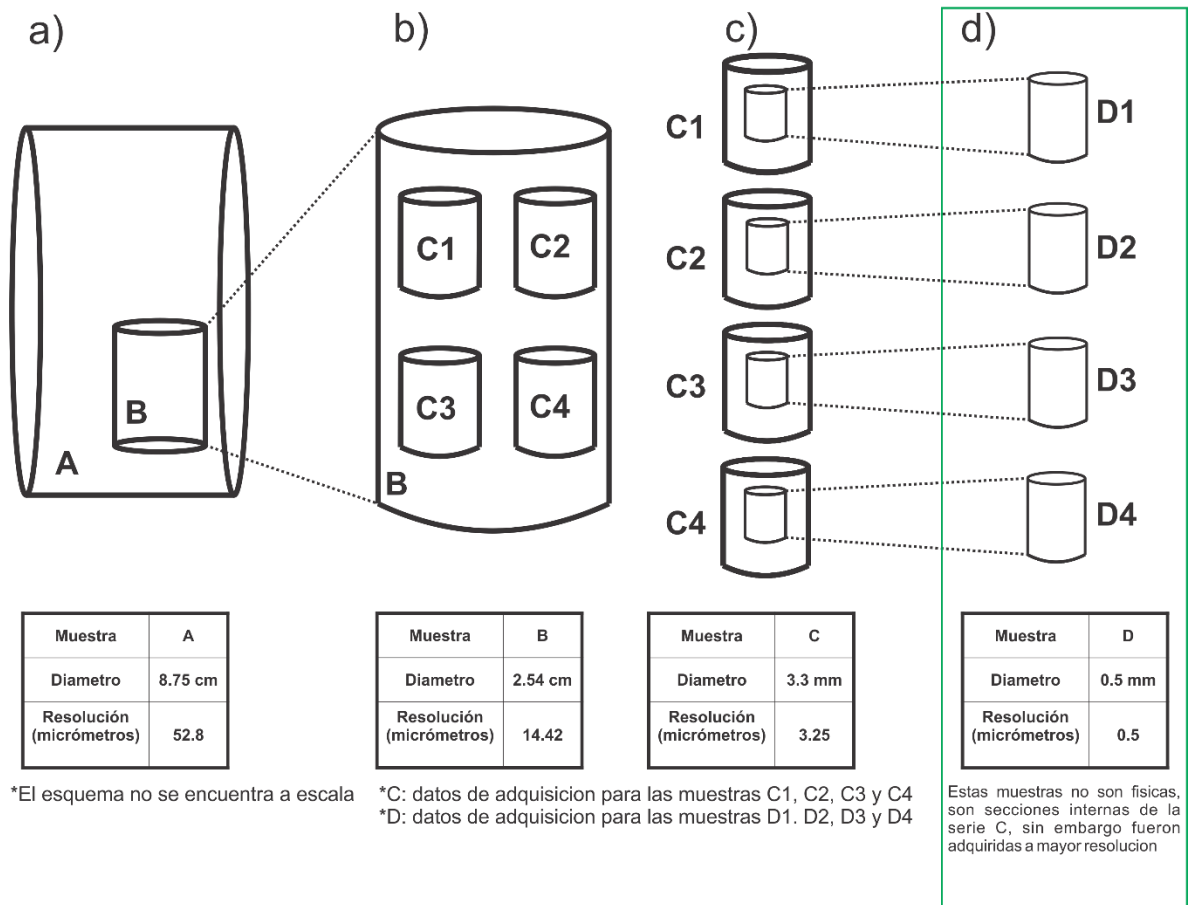 a)
b)
c)
d)
A
B
B
C1
C2
C3
C4
C1
C2
C3
C4
D1
D2
D3
D4
Muestra A
Diametro 8.75 cm
Resolución
(micrómetros) 52.8
Muestra B
Diametro 2.54 cm
Resolución
(micrómetros) 14.42
Muestra C
Diametro 3.3 mm
Resolución
(micrómetros) 3.25
Muestra D
Diametro 0.5 mm
Resolución
(micrómetros) 0.5
*El esquema no se encuentra a escala
*C: datos de adquisicion para las muestras C1, C2, C3 y C4
*D: datos de adquisicion para las muestras D1. D2, D3 y D4
Estas muestras no son fisicas,
son secciones internas de la
serie C, sin embargo fueron
adquiridas a mayor resolucion